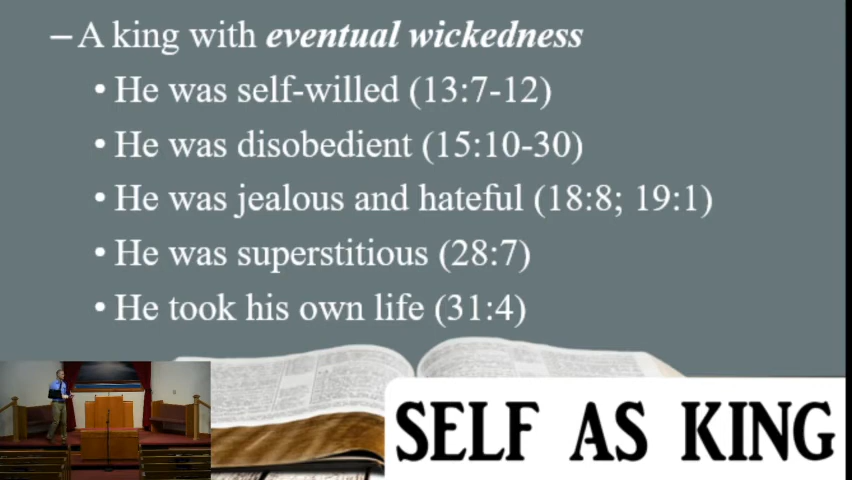 – A king with eventual wickedness
• He was self-willed (13:7-12)
• He was disobedient (15:10-30)
• He was jealous and hateful (18:8; 19:1)
• He was superstitious (28:7)
• He took his own life (31:4)
SELF AS KING